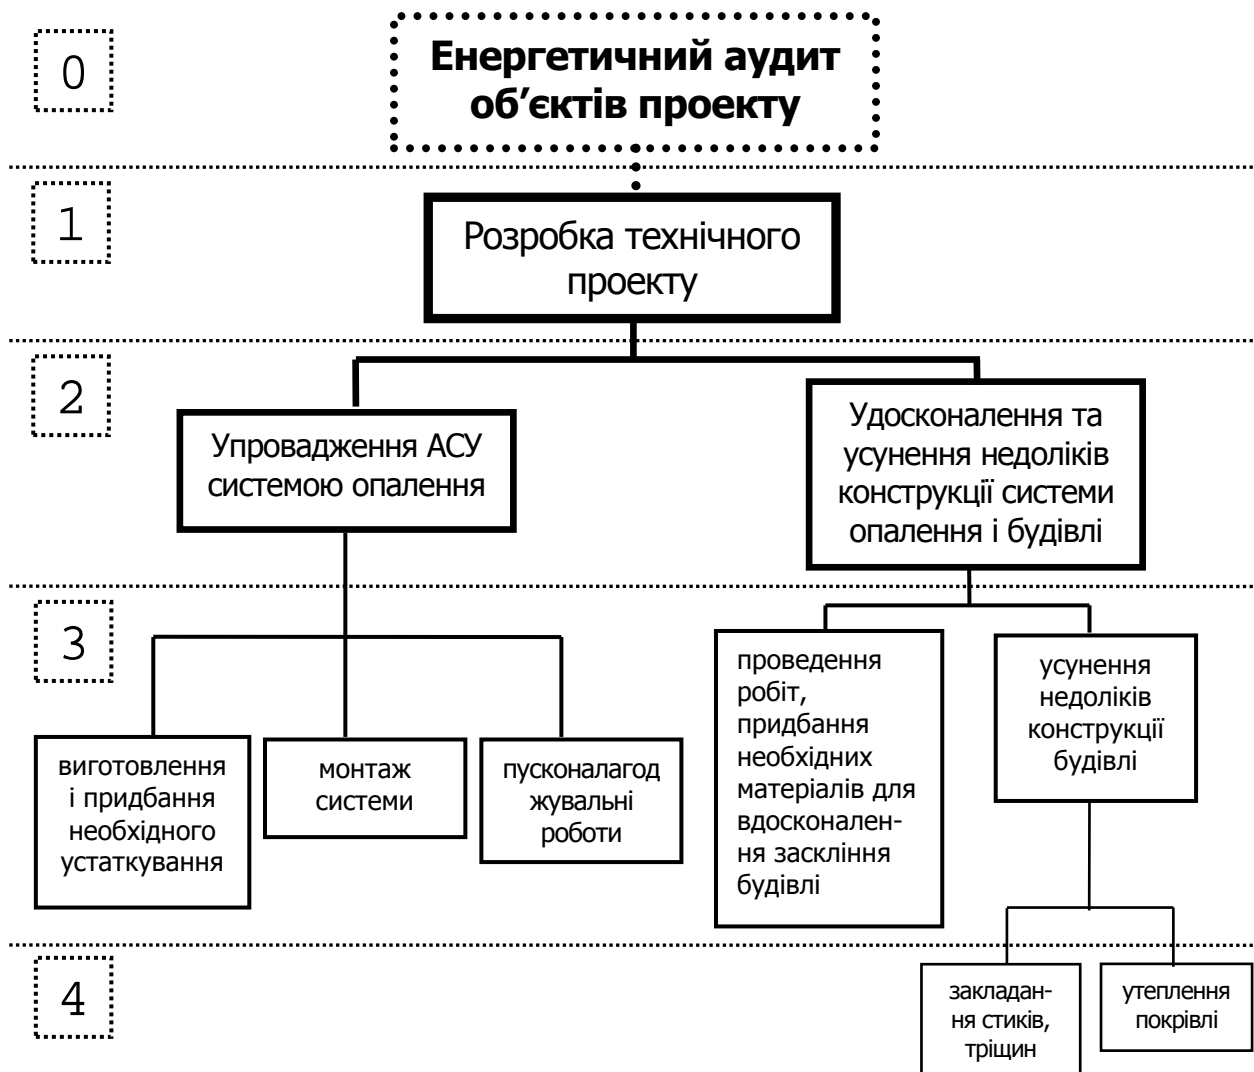 0
Енергетичний аудит
об’єктів проекту
1
Розробка технічного
проекту
2
Упровадження АСУ
системою опалення
Удосконалення та
усунення недоліків
конструкції системи
опалення і будівлі
3
виготовлення
і придбання
необхідного
устаткування
монтаж
системи
пусконалагод
жувальні
роботи
проведення
робіт,
придбання
необхідних
матеріалів для
вдосконален-
ня заскління
будівлі
усунення
недоліків
конструкції
будівлі
4
закладан-
ня стиків,
тріщин
утеплення
покрівлі